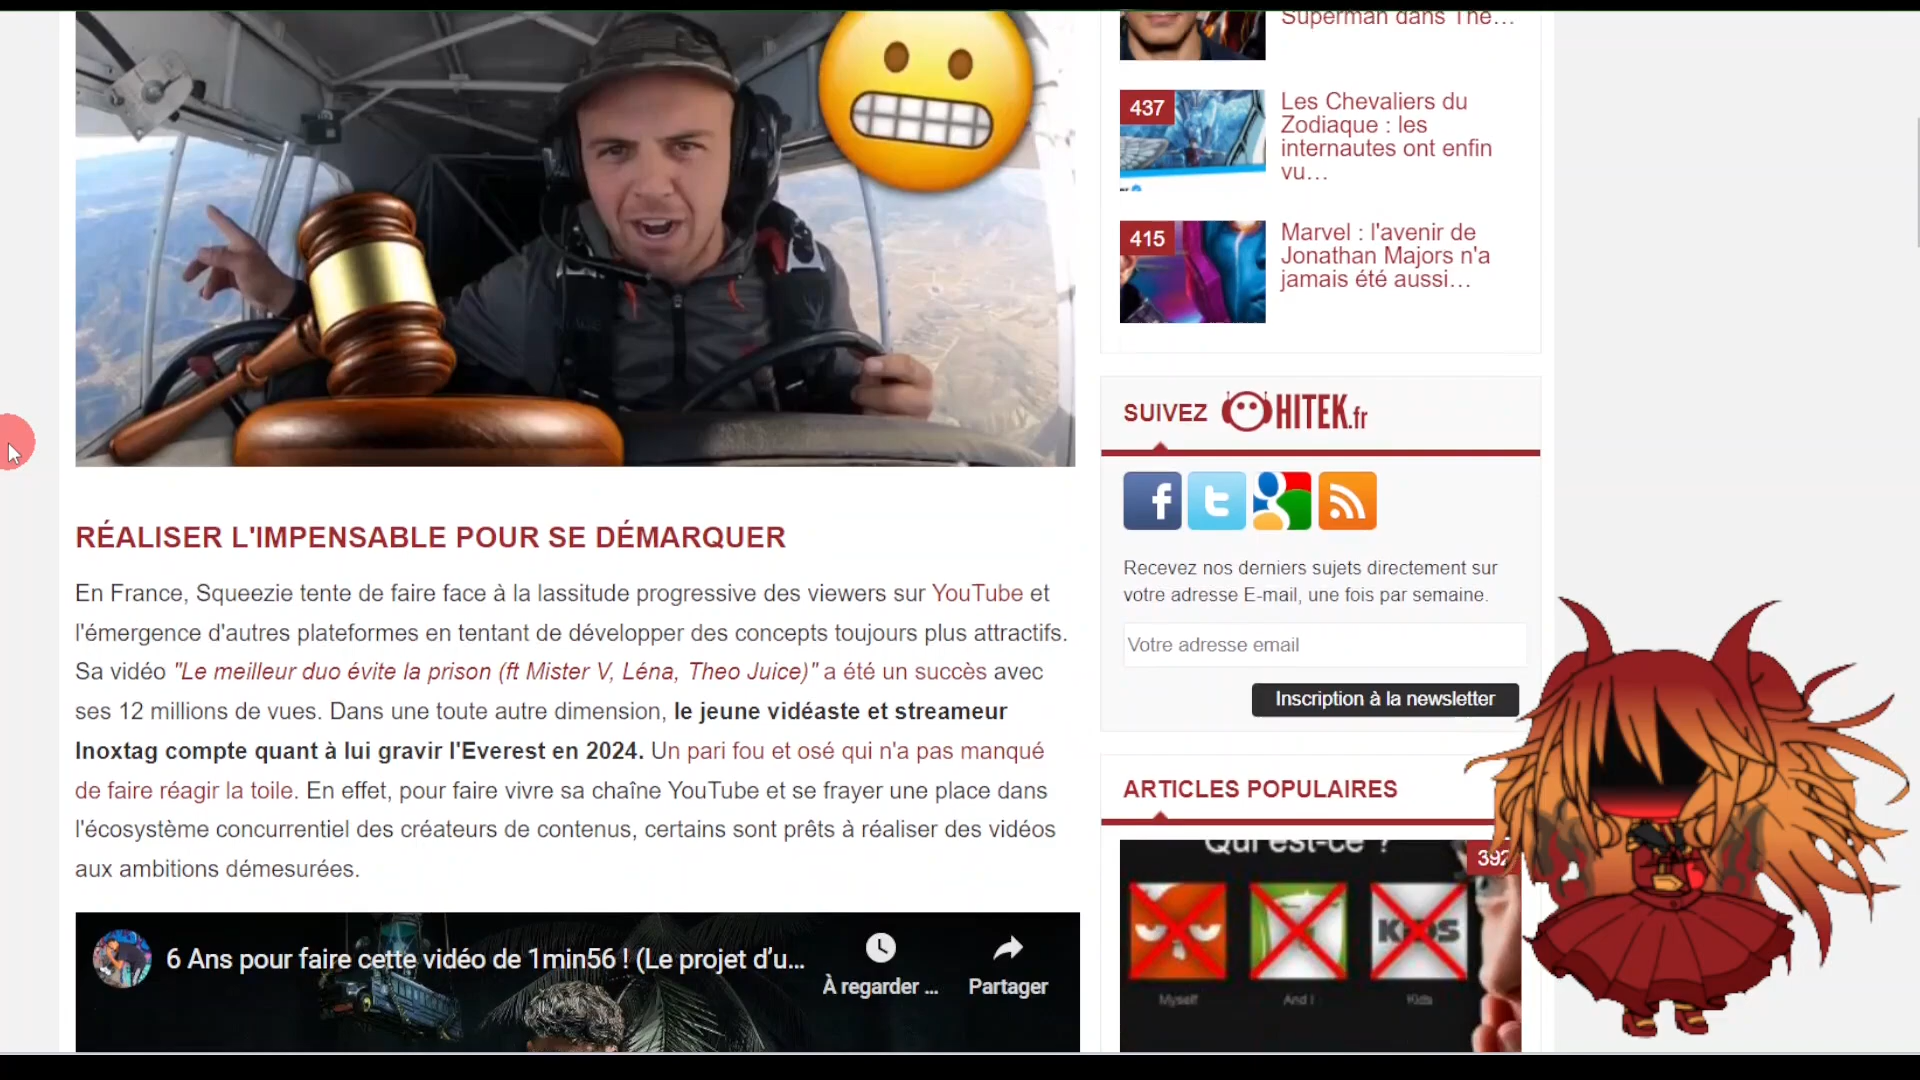 Superman dans The...
437
Les Chevaliers du
Zodiaque : les
internautes ont enfin
vu...
415
Marvel : l'avenir de
Jonathan Majors n'a
jamais été aussi...
SUIVEZ HITEK.fr
Recevez nos derniers sujets directement sur
votre adresse E-mail, une fois par semaine.
Votre adresse email
Inscription à la newsletter
ARTICLES POPULAIRES
Qui est-ce ?
392
KIDS
Myself And I Kids
RÉALISER L'IMPENSABLE POUR SE DÉMARQUER
En France, Squeezie tente de faire face à la lassitude progressive des viewers sur YouTube et
l'émergence d'autres plateformes en tentant de développer des concepts toujours plus attractifs.
Sa vidéo "Le meilleur duo évite la prison (ft Mister V, Léna, Theo Juice)" a été un succès avec
ses 12 millions de vues. Dans une toute autre dimension, le jeune vidéaste et streameur
Inoxtag compte quant à lui gravir l'Everest en 2024. Un pari fou et osé qui n'a pas manqué
de faire réagir la toile. En effet, pour faire vivre sa chaîne YouTube et se frayer une place dans
l'écosystème concurrentiel des créateurs de contenus, certains sont prêts à réaliser des vidéos
aux ambitions démesurées.
6 Ans pour faire cette vidéo de 1min56 ! (Le projet d'u...
À regarder ...
Partager